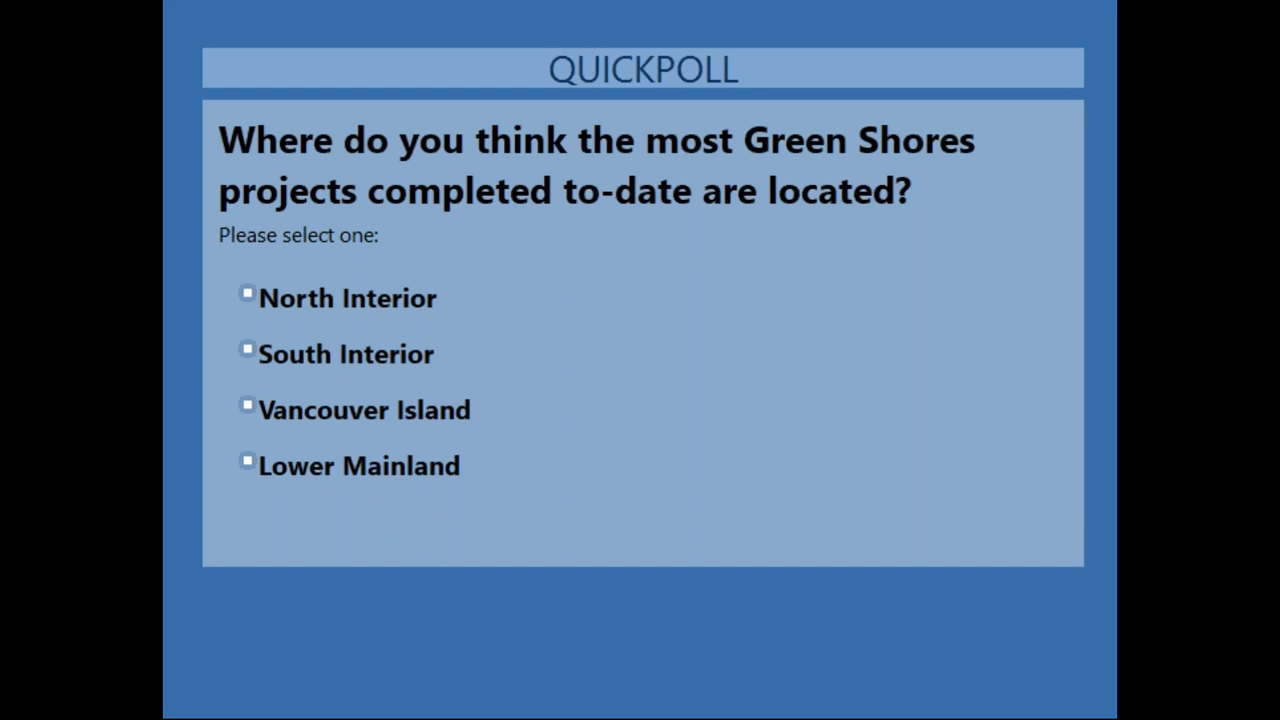 QUICKPOLL
Where do you think the most Green Shores
projects completed to-date are located?
Please select one:
North Interior
South Interior
Vancouver Island
Lower Mainland